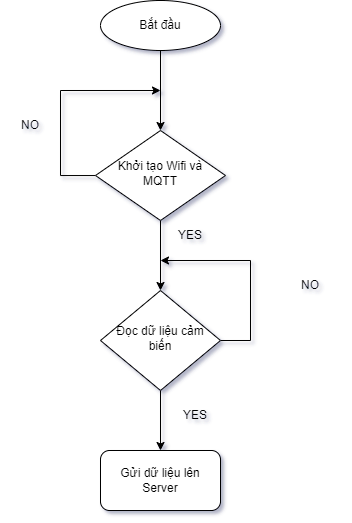 Bắt đầu
NO
Khởi tạo Wifi và
MQTT
YES
NO
Đọc dữ liệu cảm
biến
YES
Gửi dữ liệu lên
Server